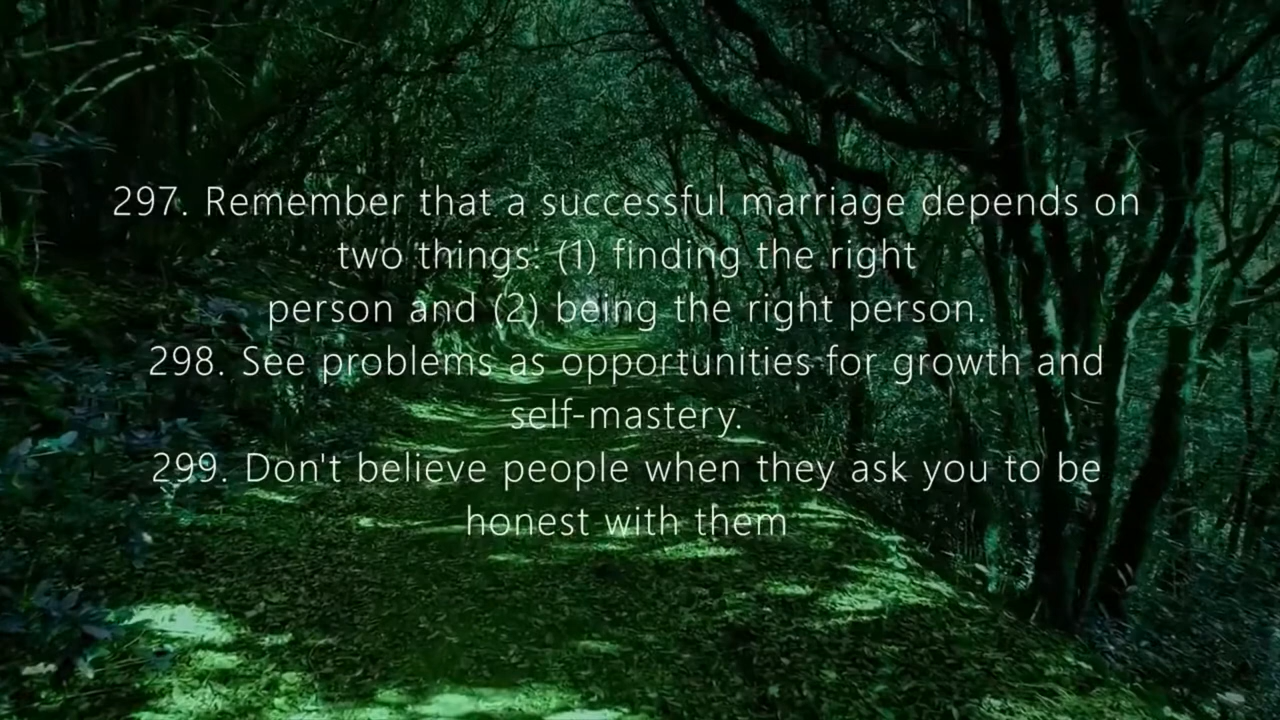 297. Remember that a successful marriage depends on
two things: (1) finding the right
person and (2) being the right person.
298. See problems as opportunities for growth and
self-mastery.
299. Don't believe people when they ask you to be
honest with them